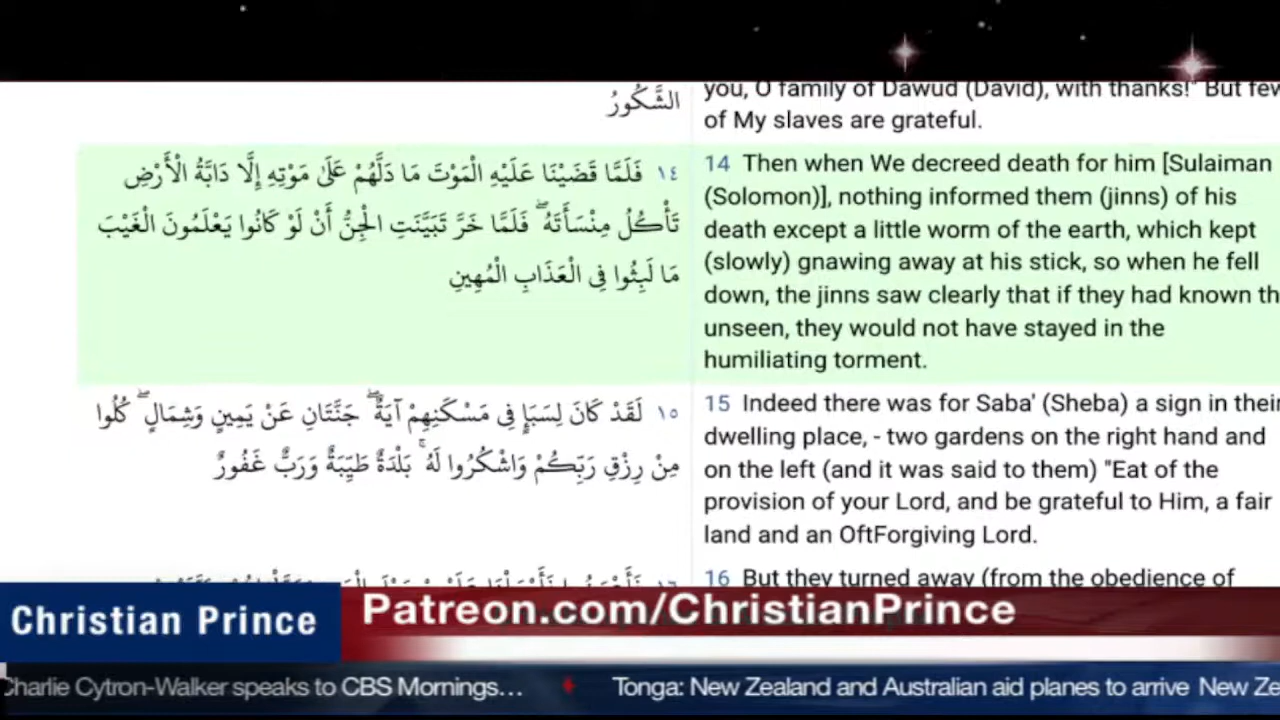 الشَّكُورُ
١٤ فَلَمَّا قَضَيْنَا عَلَيْهِ الْمَوْتَ مَا دَلَّهُمْ عَلَىٰ مَوْتِهِ إِلَّا دَابَّةُ الْأَرْضِ
تَأْكُلُ مِنْسَأَتَهُ ۖ فَلَمَّا خَرَّ تَبَيَّنَتِ الْجِنُّ أَنْ لَوْ كَانُوا يَعْلَمُونَ الْغَيْبَ
مَا لَبِثُوا فِي الْعَذَابِ الْمُهِينِ
١٥ لَقَدْ كَانَ لِسَبَإٍ فِي مَسْكَنِهِمْ آيَةٌ ۖ جَنَّتَانِ عَنْ يَمِينٍ وَشِمَالٍ ۖ كُلُوا
مِنْ رِزْقِ رَبِّكُمْ وَاشْكُرُوا لَهُ ۚ بَلْدَةٌ طَيِّبَةٌ وَرَبٌّ غَفُورٌ
you, O family of Dawud (David), with thanks!" But few
of My slaves are grateful.
14 Then when We decreed death for him [Sulaiman
(Solomon)], nothing informed them (jinns) of his
death except a little worm of the earth, which kept
(slowly) gnawing away at his stick, so when he fell
down, the jinns saw clearly that if they had known th
unseen, they would not have stayed in the
humiliating torment.
15 Indeed there was for Saba' (Sheba) a sign in their
dwelling place, - two gardens on the right hand and
on the left (and it was said to them) "Eat of the
provision of your Lord, and be grateful to Him, a fair
land and an OftForgiving Lord.
16 But they turned away (from the obedience of
Christian Prince
Patreon.com/ChristianPrince
Charlie Cytron-Walker speaks to CBS Mornings... Tonga: New Zealand and Australian aid planes to arrive New Ze